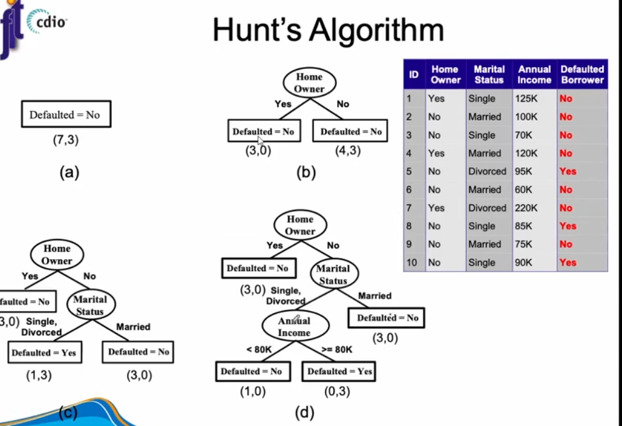 cdio
Hunt's Algorithm
Defaulted = No
(7,3)
(a)
Home
Owner
Yes No
Defaulted = No Defaulted = No
(3,0) (4,3)
(b)
ID Home Owner Marital Status Annual Income Defaulted Borrower
1 Yes Single 125K No
2 No Married 100K No
3 No Single 70K No
4 Yes Married 120K No
5 No Divorced 95K Yes
6 No Married 60K No
7 Yes Divorced 220K No
8 No Single 85K Yes
9 No Married 75K No
10 No Single 90K Yes
Home
Owner
Yes No
faulted = No Marital
Status
3,0) Single,
Divorced Married
Defaulted = Yes Defaulted = No
(1,3) (3,0)
(c)
Home
Owner
Yes No
Defaulted = No Marital
Status
(3,0) Single,
Divorced Married
Annual
Income
Defaulted = No
(3,0)
< 80K >= 80K
Defaulted = No Defaulted = Yes
(1,0) (0,3)
(d)